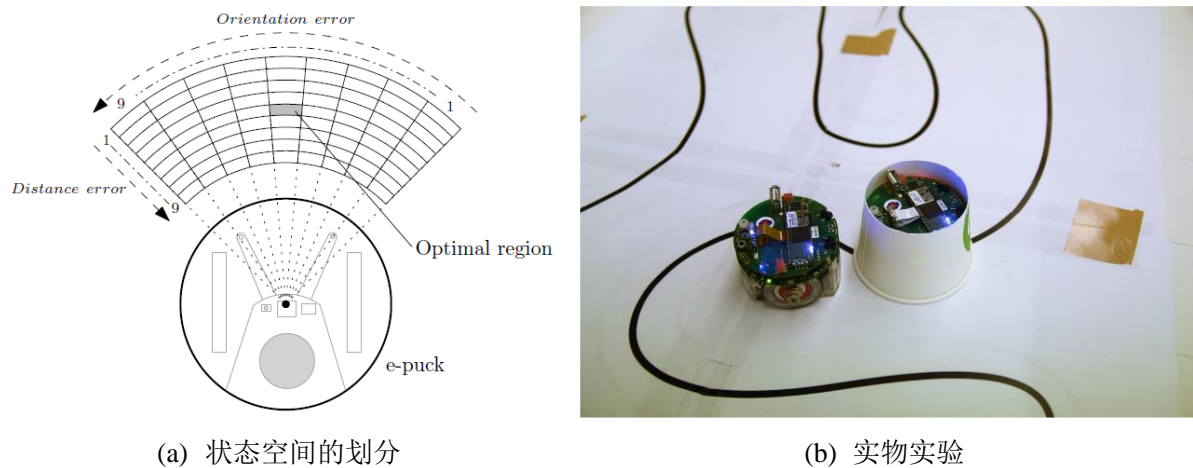 Orientation error
9
1
1
Distance error
9
Optimal region
e-puck
(a) 状态空间的划分
(b) 实物实验